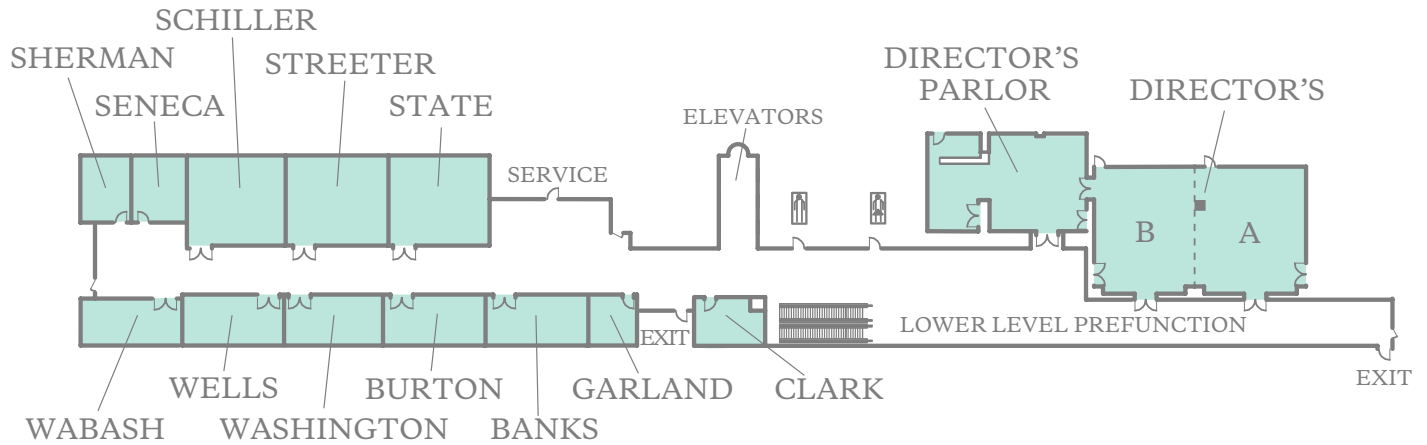 SCHILLER
SHERMAN
STREETER
SENECA
STATE
ELEVATORS
DIRECTOR'S
PARLOR
DIRECTOR'S
SERVICE
B
A
EXIT
LOWER LEVEL PREFUNCTION
EXIT
WELLS
BURTON
GARLAND
CLARK
WABASH
WASHINGTON
BANKS